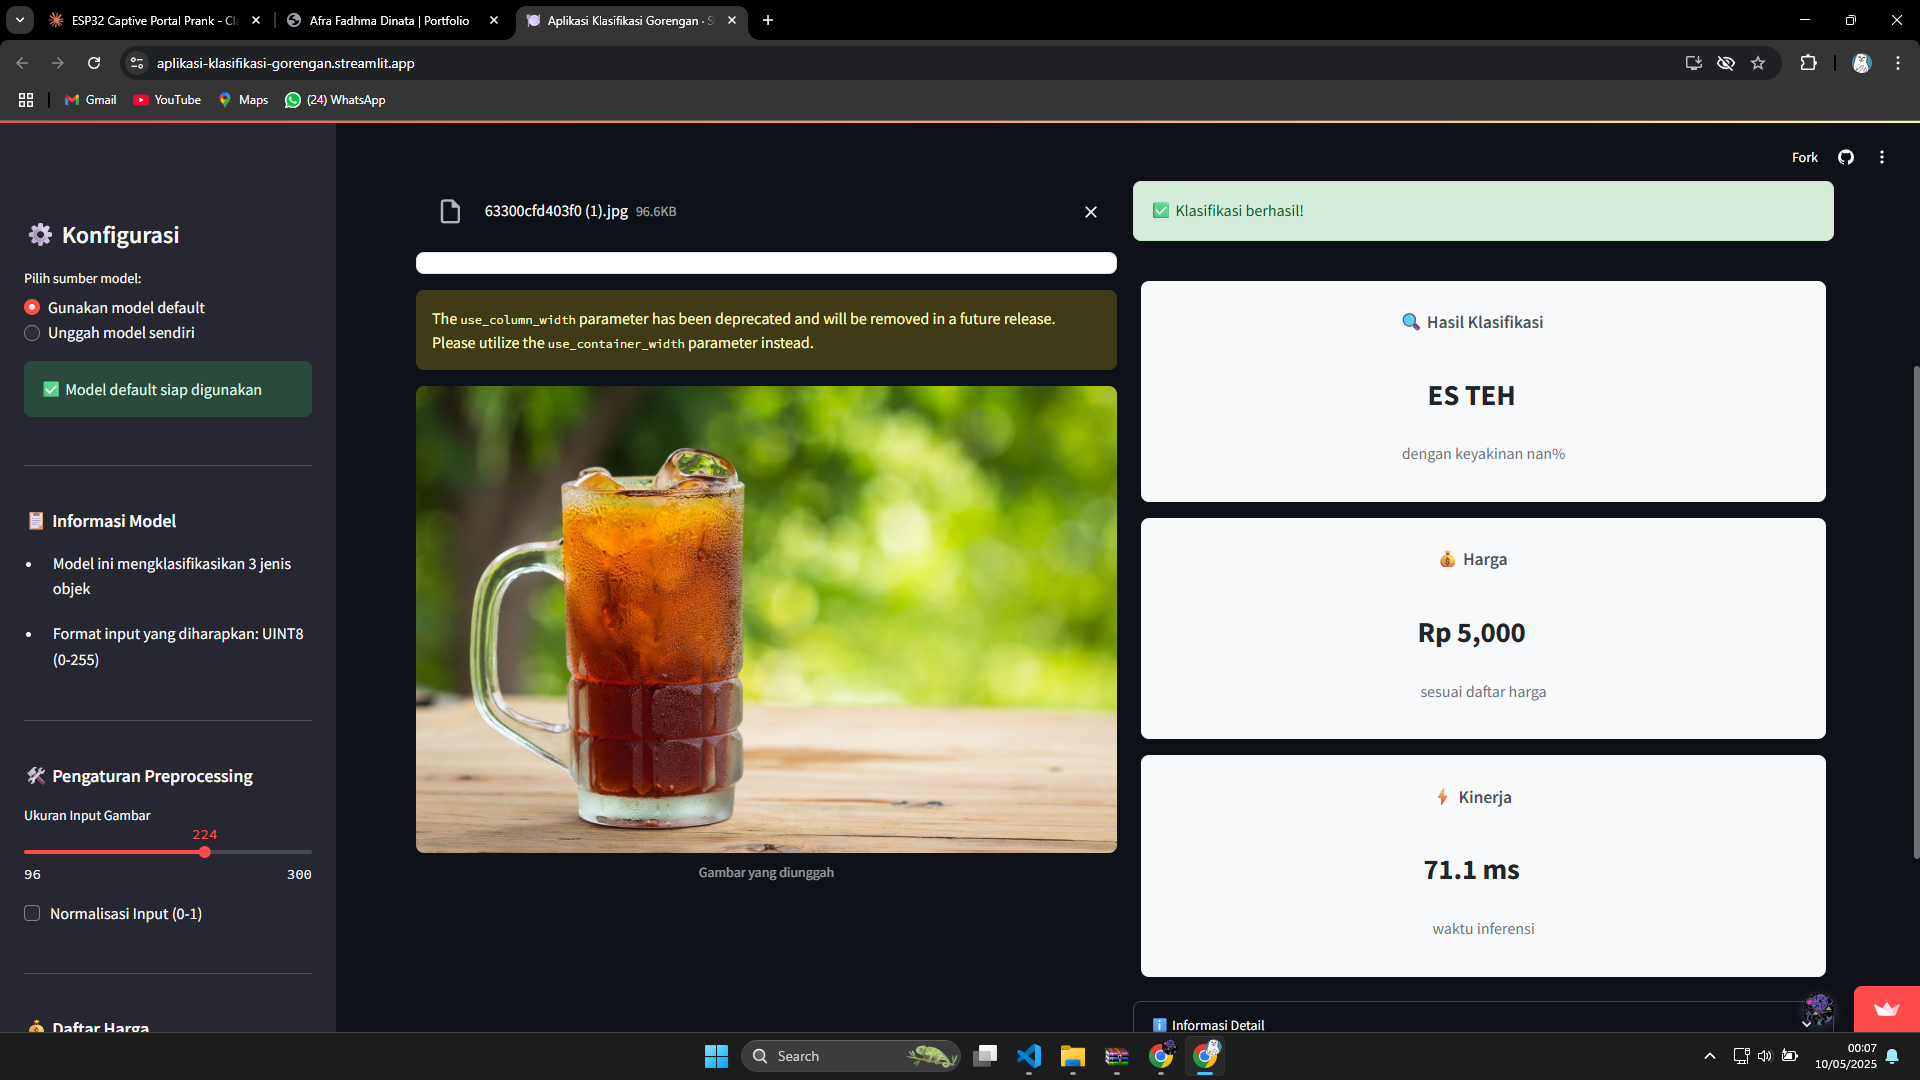 ESP32 Captive Portal Prank - Cl
Afra Fadhma Dinata | Portfolio
Aplikasi Klasifikasi Gorengan · S
aplikasi-klasifikasi-gorengan.streamlit.app
Gmail
YouTube
Maps
(24) WhatsApp
Fork
Konfigurasi
Pilih sumber model:
Gunakan model default
Unggah model sendiri
Model default siap digunakan
Informasi Model
Model ini mengklasifikasikan 3 jenis
objek
Format input yang diharapkan: UINT8
(0-255)
Pengaturan Preprocessing
Ukuran Input Gambar
224
96
300
Normalisasi Input (0-1)
Daftar Harga
63300cfd403f0 (1).jpg 96.6KB
The use_column_width parameter has been deprecated and will be removed in a future release.
Please utilize the use_container_width parameter instead.
Gambar yang diunggah
Klasifikasi berhasil!
Hasil Klasifikasi
ES TEH
dengan keyakinan nan%
Harga
Rp 5,000
sesuai daftar harga
Kinerja
71.1 ms
waktu inferensi
Informasi Detail
Search
00:07
10/05/2025